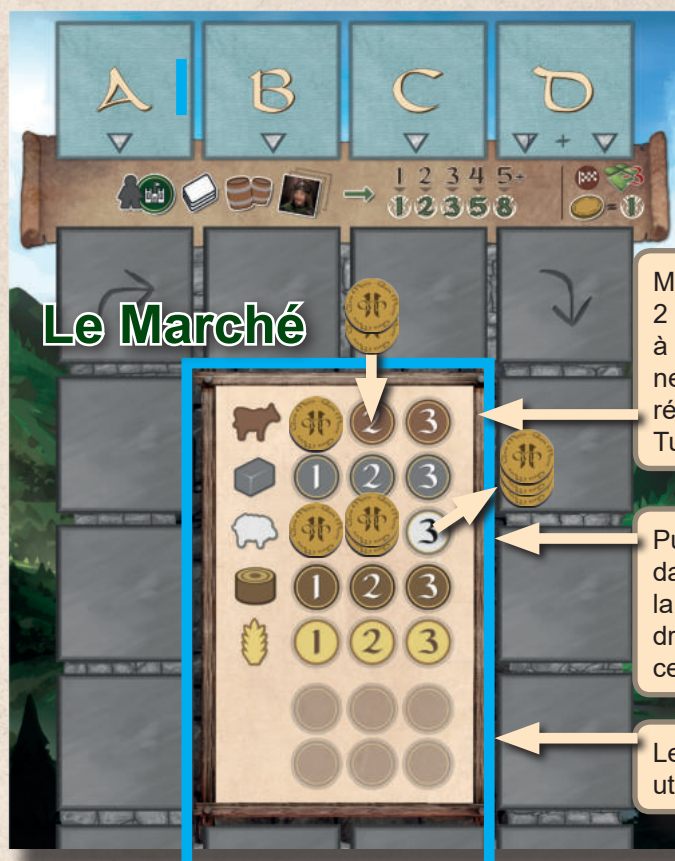 A B C D
+
1 2 3 4 5+
1 2 3 5 8
3
= 1
Le Marché
M
2
à
ne
ré
Tu
2 3
1 2 3
3
1 2 3
1 2 3
Pu
da
la
dr
ce
Le
ut